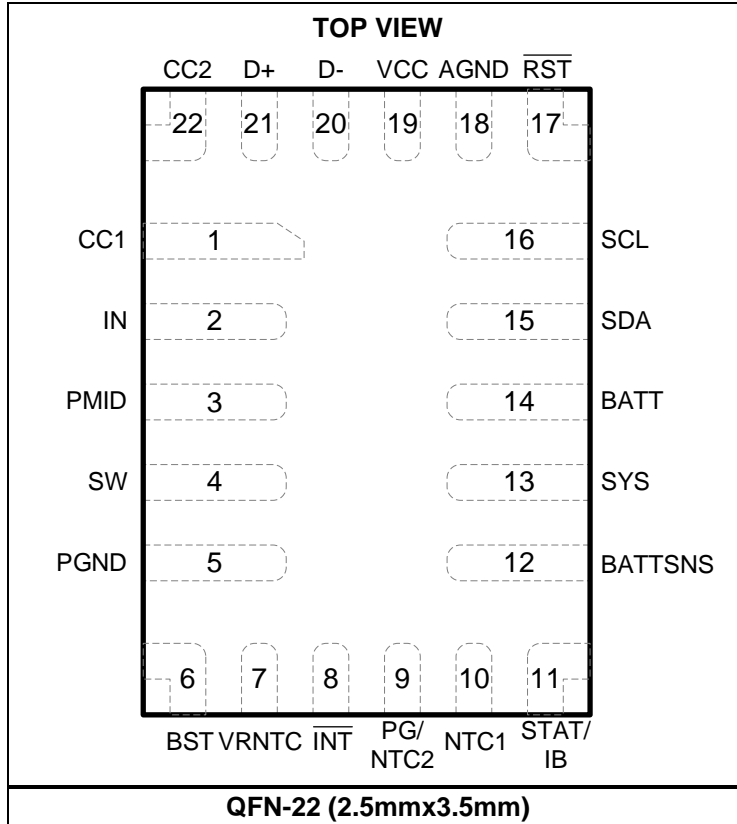 TOP VIEW
CC2 D+ D- VCC AGND RST
22 21 20 19 18 17
CC1 1 16 SCL
IN 2 15 SDA
PMID 3 14 BATT
SW 4 13 SYS
PGND 5 12 BATTSNS
6 7 8 9 10 11
BST VRNTC INT PG/ NTC1 STAT/
NTC2 IB
QFN-22 (2.5mmx3.5mm)